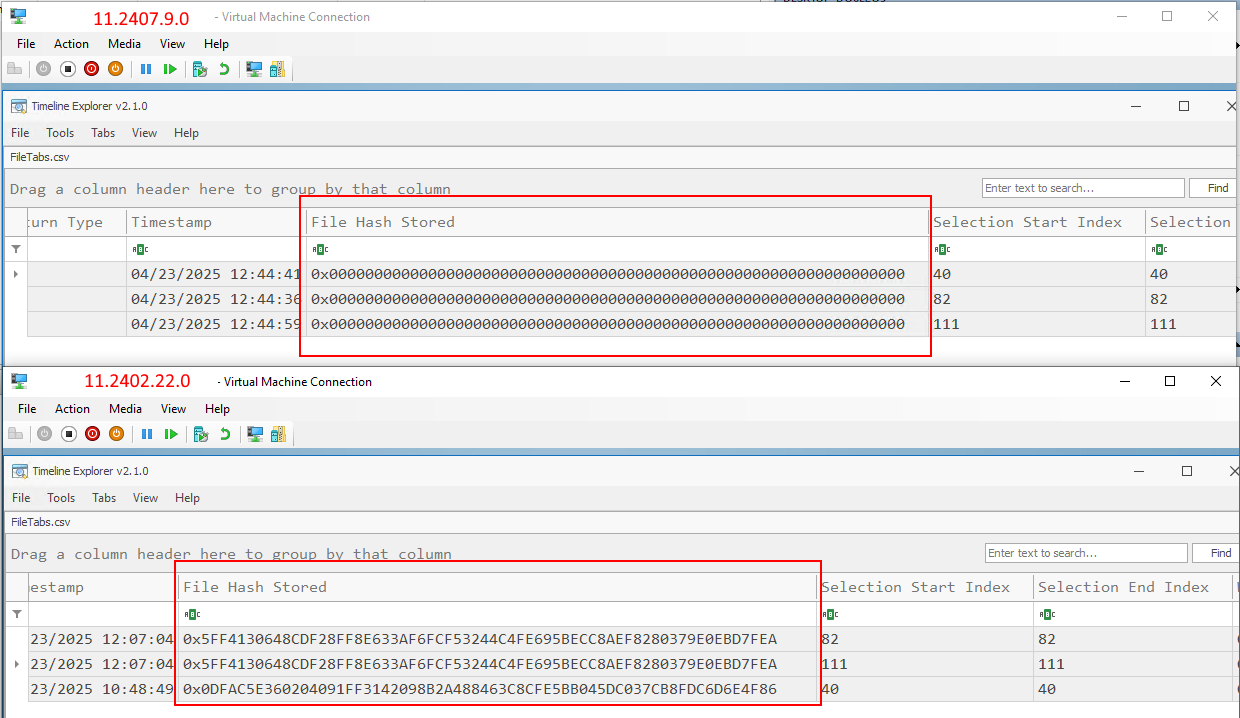 11.2407.9.0 - Virtual Machine Connection
File Action Media View Help
Timeline Explorer v2.1.0
File Tools Tabs View Help
FileTabs.csv
Drag a column header here to group by that column Enter text to search... Find
urn Type Timestamp File Hash Stored Selection Start Index Selection
04/23/2025 12:44:41 0x0000000000000000000000000000000000000000000000000000000000000000 40 40
04/23/2025 12:44:36 0x0000000000000000000000000000000000000000000000000000000000000000 82 82
04/23/2025 12:44:59 0x0000000000000000000000000000000000000000000000000000000000000000 111 111
11.2402.22.0 - Virtual Machine Connection
File Action Media View Help
Timeline Explorer v2.1.0
File Tools Tabs View Help
FileTabs.csv
Drag a column header here to group by that column Enter text to search... Find
estamp File Hash Stored Selection Start Index Selection End Index
23/2025 12:07:04 0x5FF4130648CDF28FF8E633AF6FCF53244C4FE695BECC8AEF8280379E0EBD7FEA 82 82
23/2025 12:07:04 0x5FF4130648CDF28FF8E633AF6FCF53244C4FE695BECC8AEF8280379E0EBD7FEA 111 111
23/2025 10:48:49 0x0DFAC5E360204091FF3142098B2A488463C8CFE5BB045DC037CB8FDC6D6E4F86 40 40